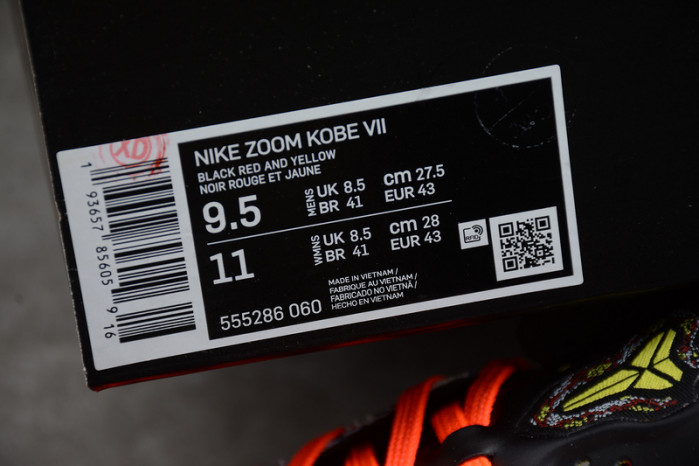 NIKE ZOOM KOBE VII
BLACK RED AND YELLOW
NOIR ROUGE ET JAUNE
9.5
MENS
UK 8.5
BR 41
cm 27.5
EUR 43
11
WMNS
UK 8.5
BR 41
cm 28
EUR 43
RFID
555286 060
MADE IN VIETNAM /
FABRIQUE AU VIETNAM /
FABRICADO NO VIETNÃ /
HECHO EN VIETNAM
1 93657 85605 9 16